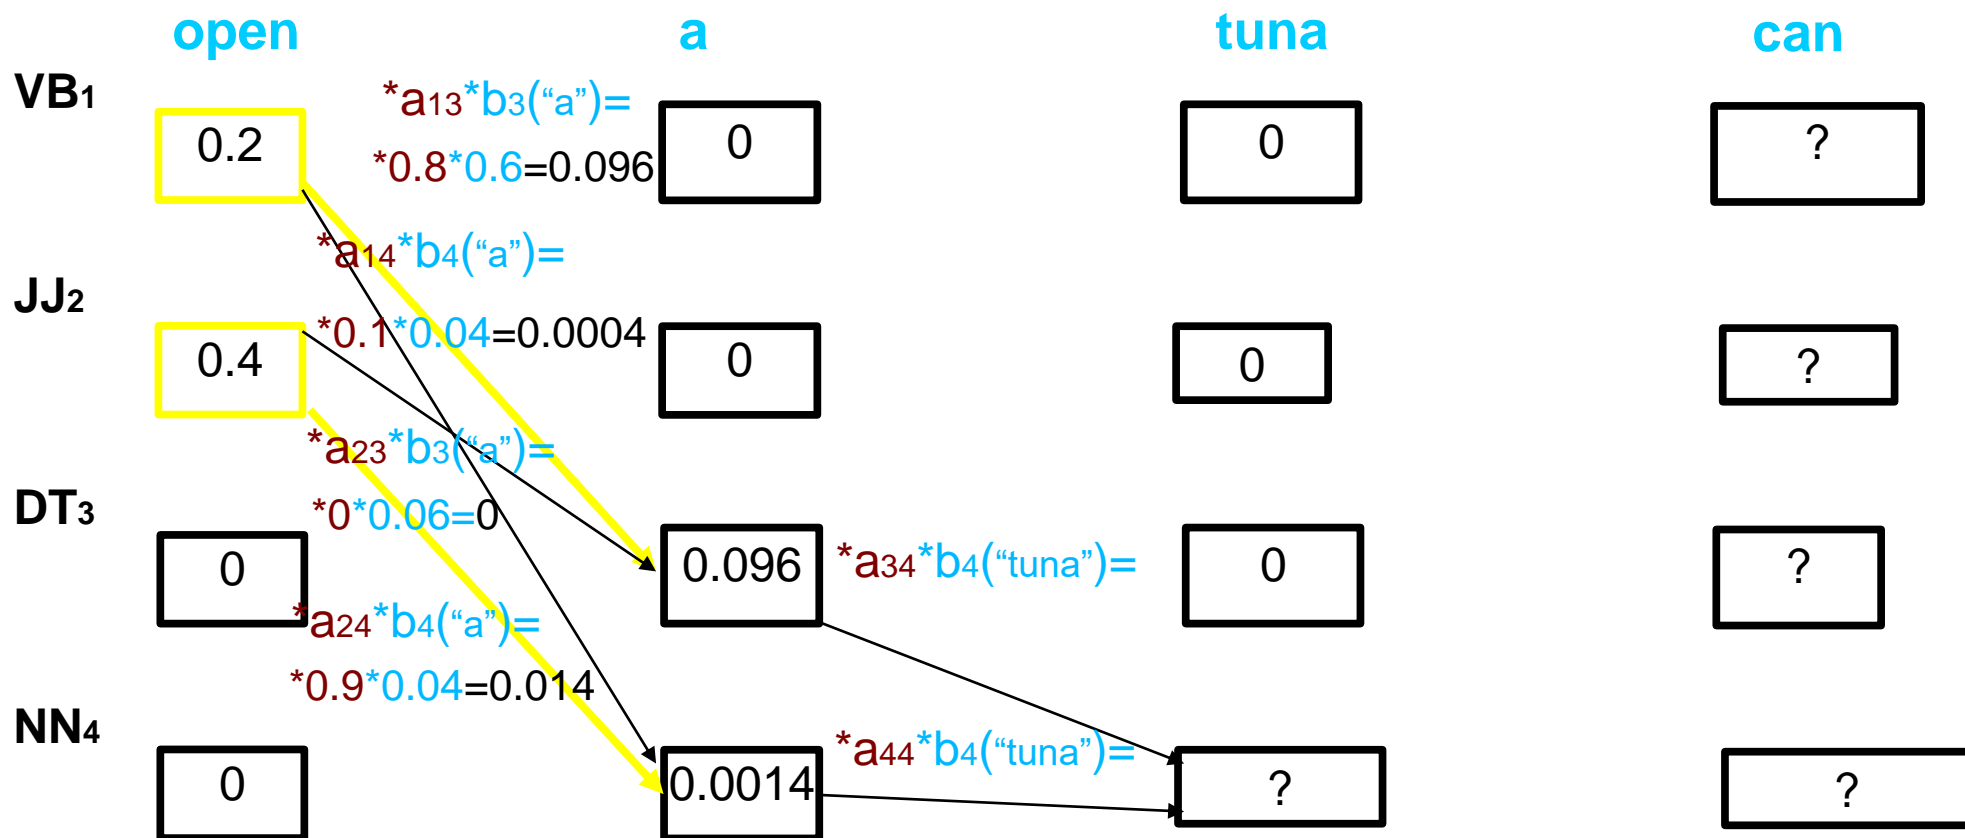 open a tuna can
VB1
*a13*b3(“a”)=
0.2 0 0 ?
*0.8*0.6=0.096
*a14*b4(“a”)=
JJ2
*0.1*0.04=0.0004
0.4 0 0 ?
*a23*b3(“a”)=
DT3
*0*0.06=0
0 0.096 *a34*b4(“tuna”)= 0 ?
*a24*b4(“a”)=
*0.9*0.04=0.014
NN4
*a44*b4(“tuna”)=
0 0.0014 ? ?